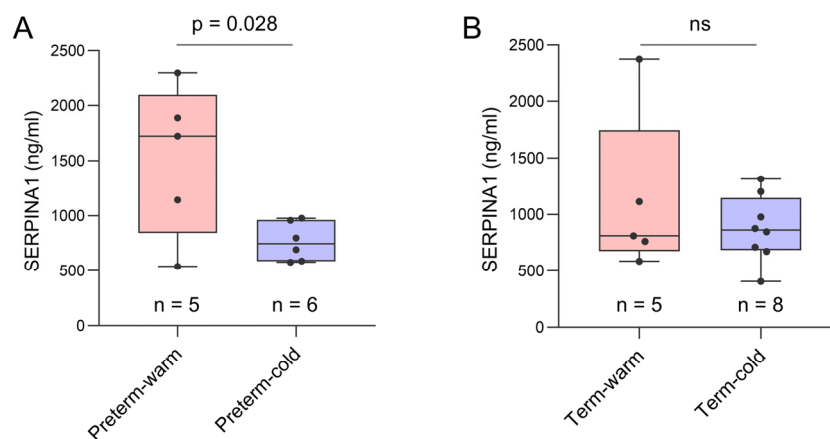 A
p = 0.028
SERPINA1 (ng/ml)
2500
2000
1500
1000
500
0
n = 5
n = 6
Preterm-warm
Preterm-cold
B
ns
SERPINA1 (ng/ml)
2500
2000
1500
1000
500
0
n = 5
n = 8
Term-warm
Term-cold